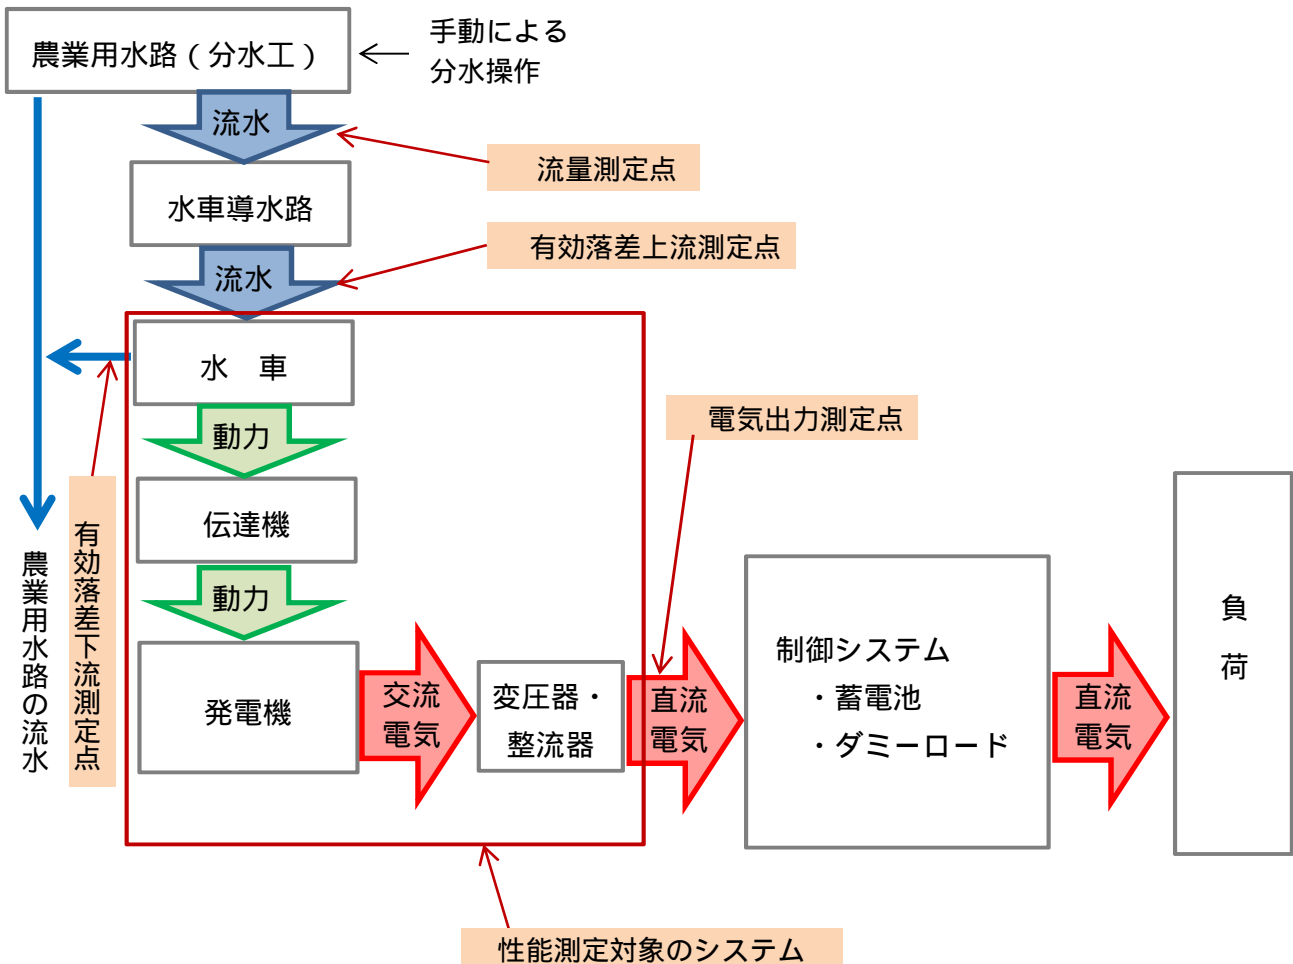 農業用水路（分水工）
手動による
分水操作
流水
流量測定点
水車導水路
有効落差上流測定点
流水
水　車
電気出力測定点
動力
伝達機
有効落差下流測定点
農業用水路の流水
動力
発電機
交流
電気
変圧器・
整流器
直流
電気
制御システム
・蓄電池
・ダミーロード
直流
電気
負
荷
性能測定対象のシステム